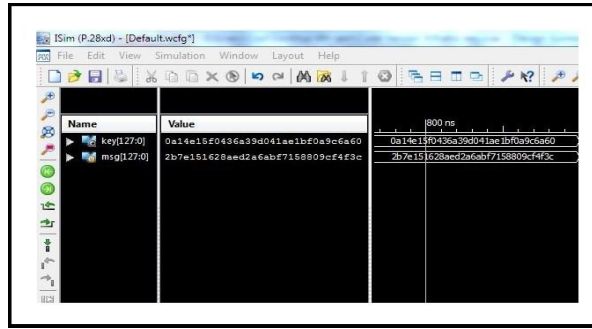 ISim (P.28xd) - [Default.wcfg*]
File Edit View Simulation Window Layout Help
Name Value
800 ns
key[127:0] 0a14e15f0436a39d041ae1bf0a9c6a60 0a14e15f0436a39d041ae1bf0a9c6a60
msg[127:0] 2b7e151628aed2a6abf7158809cf4f3c 2b7e151628aed2a6abf7158809cf4f3c